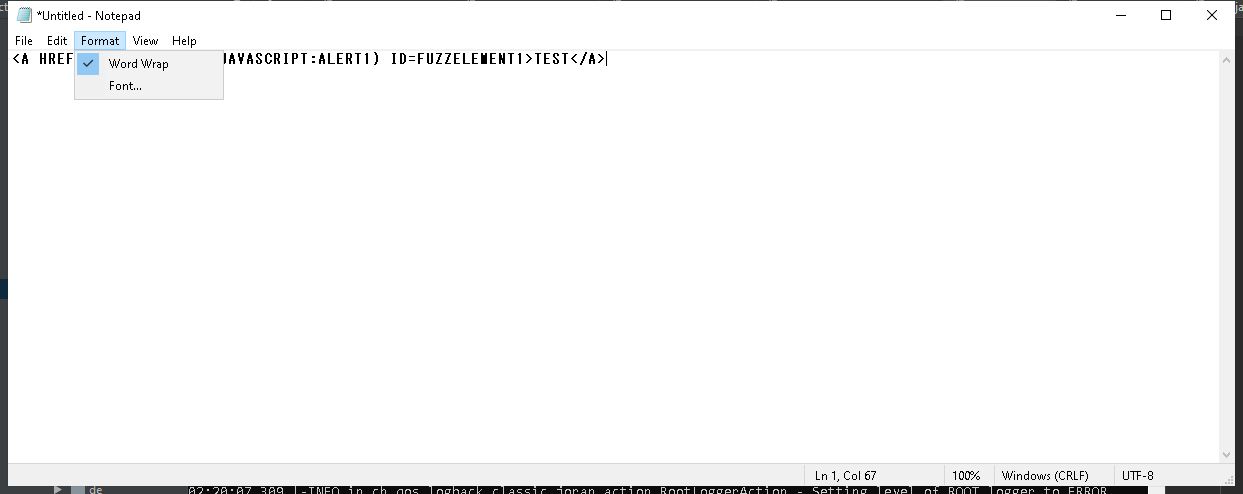 *Untitled - Notepad
File Edit Format View Help
<A HREF JAVASCRIPT:ALERT1) ID=FUZZELEMENT1>TEST</A>
Word Wrap
Font...
Ln 1, Col 67 100% Windows (CRLF) UTF-8
de 02:20:07,309 |-INFO in ch.qos.logback.classic.joran.action.RootLoggerAction - Setting level of ROOT logger to ERROR